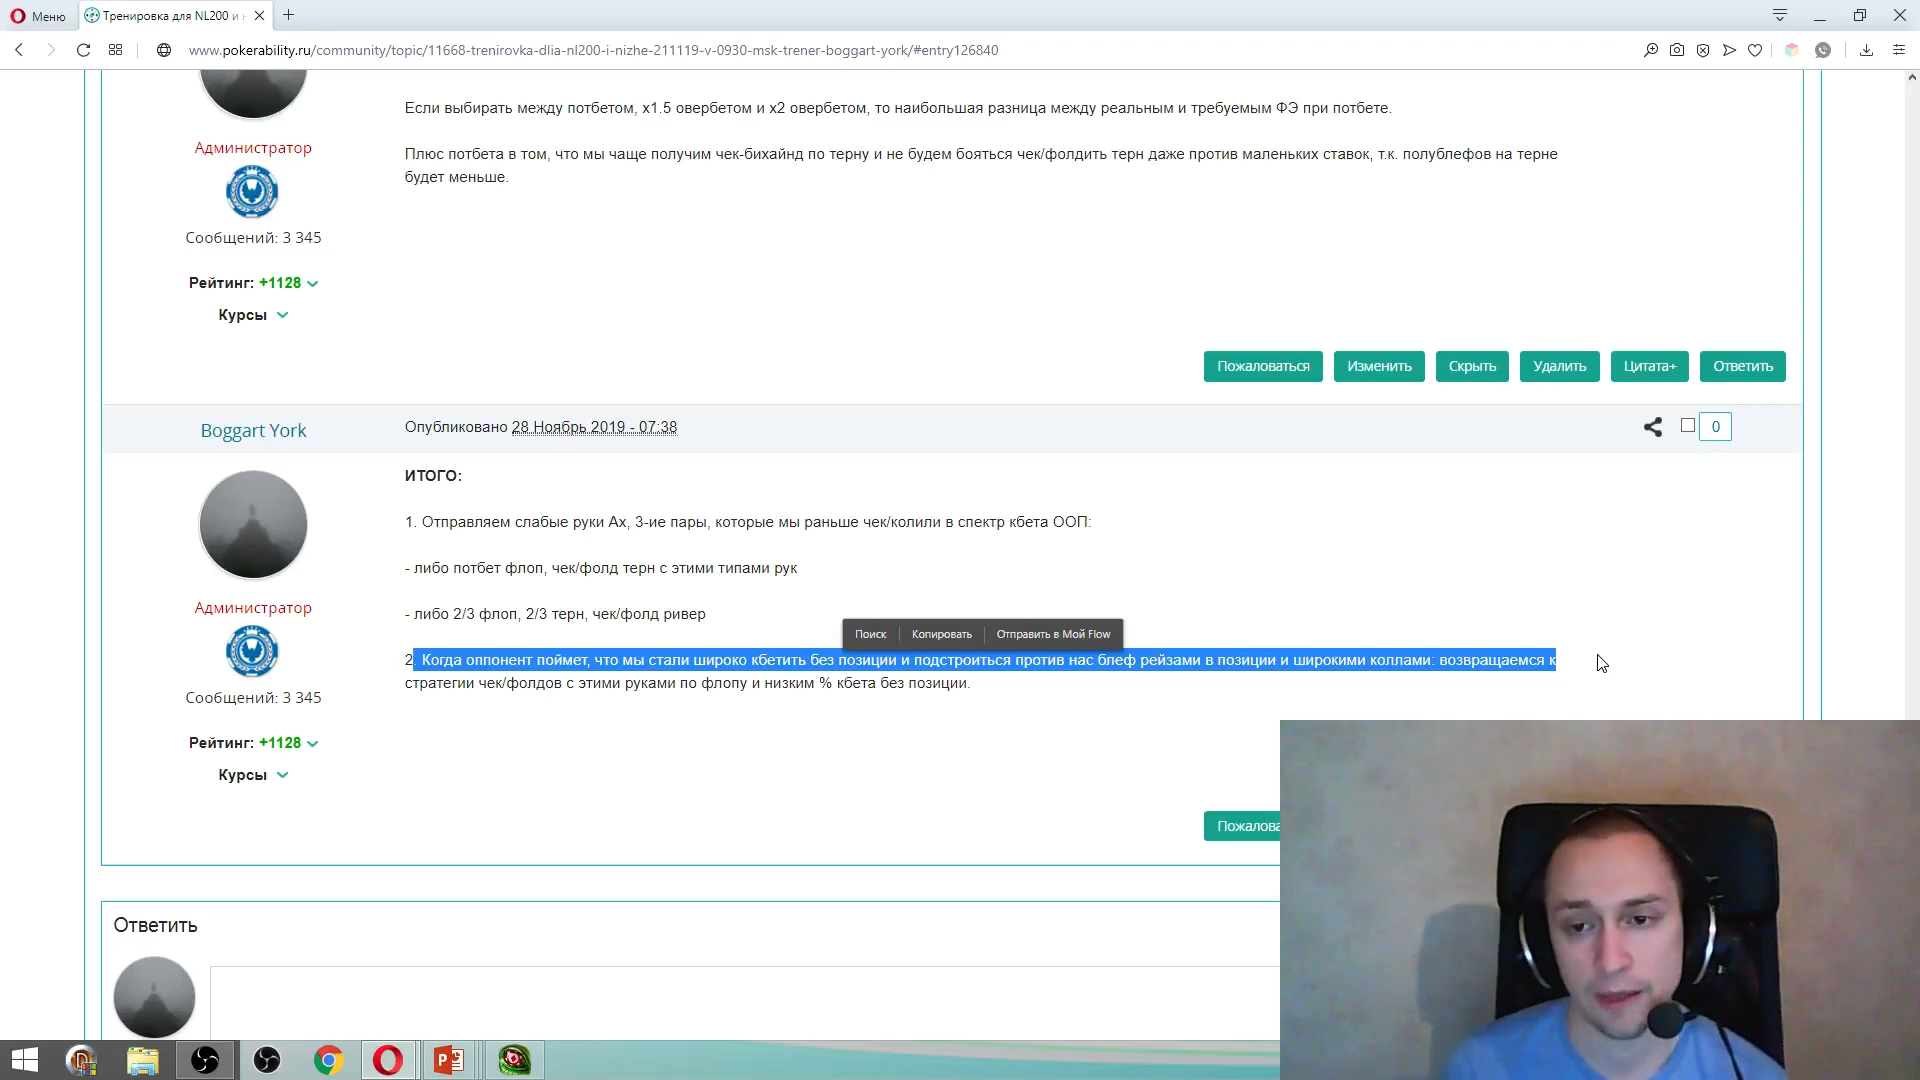 Меню
Тренировка для NL200 и н
www.pokerability.ru/community/topic/11668-trenirovka-dlia-nl200-i-nizhe-211119-v-0930-msk-trener-boggart-york/#entry126840
Если выбирать между потбетом, x1.5 овербетом и x2 овербетом, то наибольшая разница между реальным и требуемым ФЭ при потбете.
Администратор
Плюс потбета в том, что мы чаще получим чек-бихайнд по терну и не будем бояться чек/фолдить терн даже против маленьких ставок, т.к. полублефов на терне
будет меньше.
Сообщений: 3 345
Рейтинг: +1128
Курсы
Пожаловаться Изменить Скрыть Удалить Цитата+ Ответить
Boggart York
Опубликовано 28 Ноябрь 2019 - 07:38
0
ИТОГО:
1. Отправляем слабые руки Ах, 3-ие пары, которые мы раньше чек/колили в спектр кбета ООП:
- либо потбет флоп, чек/фолд терн с этими типами рук
Администратор
- либо 2/3 флоп, 2/3 терн, чек/фолд ривер
Поиск Копировать Отправить в Мой Flow
2. Когда оппонент поймет, что мы стали широко кбетить без позиции и подстроиться против нас блеф рейзами в позиции и широкими коллами: возвращаемся к
стратегии чек/фолдов с этими руками по флопу и низким % кбета без позиции.
Сообщений: 3 345
Рейтинг: +1128
Курсы
Пожалова
Ответить